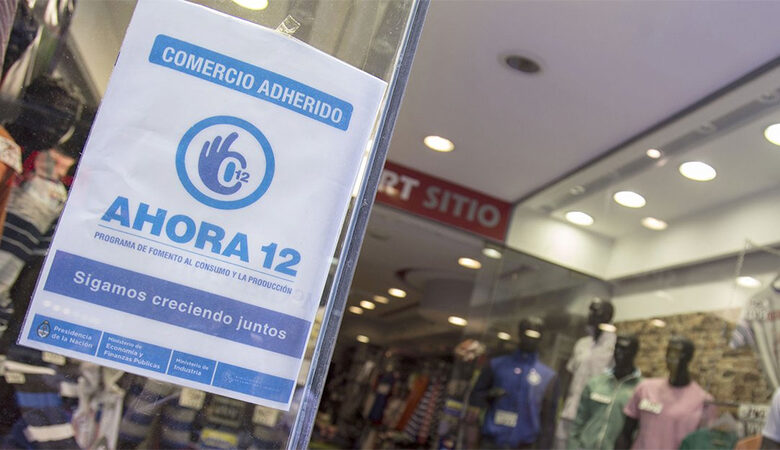 COMERCIO ADHERIDO
12
AHORA 12
PROGRAMA DE FOMENTO AL CONSUMO Y LA PRODUCCIÓN
Sigamos creciendo juntos
Presidencia
de la Nación
Ministerio de
Economía y
Finanzas Públicas
Ministerio de
Industria
RT SITIO